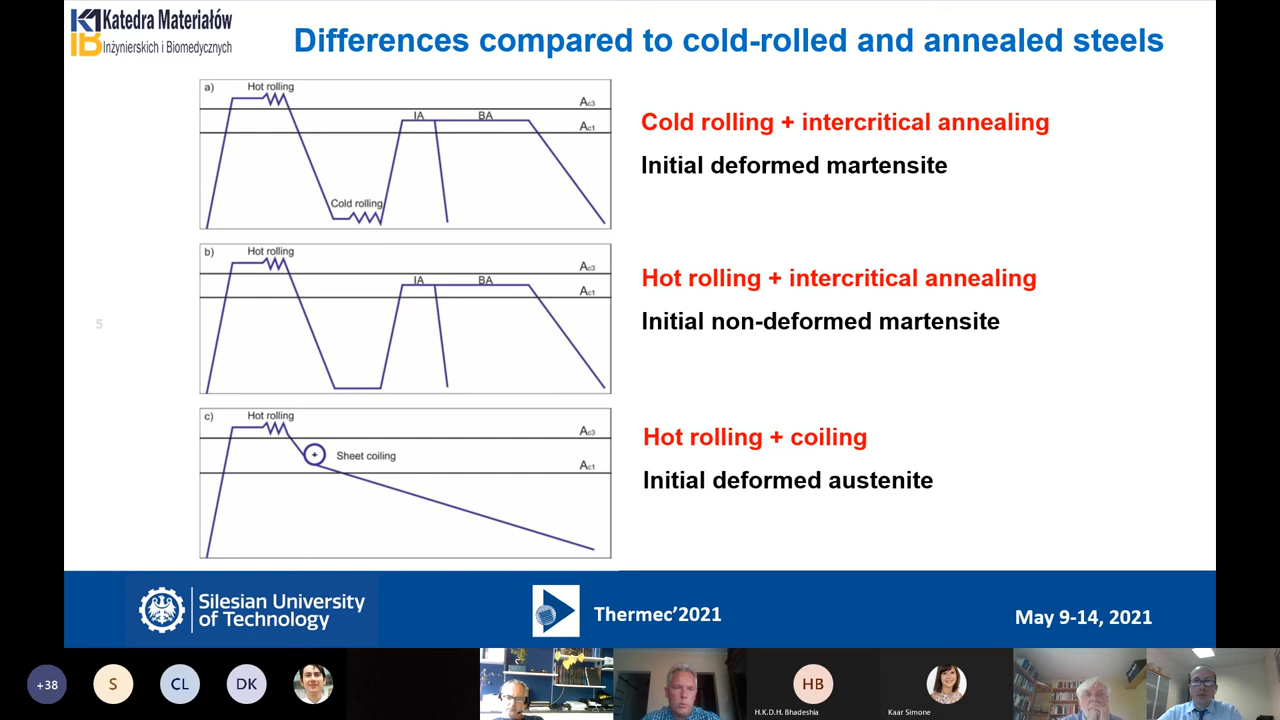 Katedra Materiałów
Inżynierskich i Biomedycznych
Differences compared to cold-rolled and annealed steels
a)
Hot rolling
Ac3
IA
BA
Ac1
Cold rolling
Cold rolling + intercritical annealing
Initial deformed martensite
b)
Hot rolling
Ac3
IA
BA
Ac1
Hot rolling + intercritical annealing
Initial non-deformed martensite
5
c)
Hot rolling
Ac3
Sheet coiling
Ac1
Hot rolling + coiling
Initial deformed austenite
Silesian University
of Technology
Thermec’2021
May 9-14, 2021
+38
S
CL
DK
HB
H.K.D.H. Bhadeshia
Kaar Simone